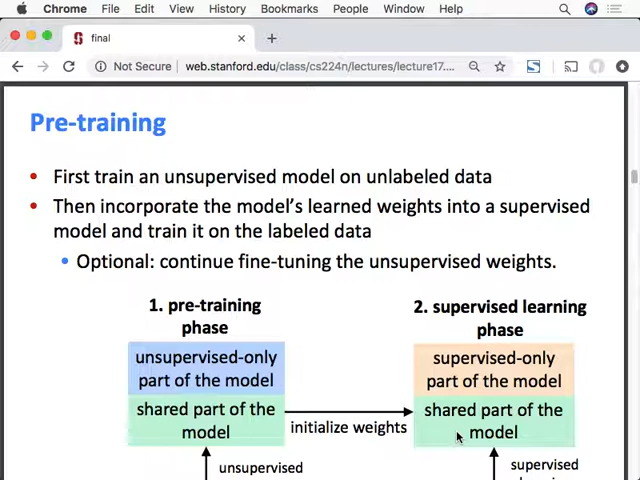 Chrome File Edit View History Bookmarks People Window Help
final
Not Secure web.stanford.edu/class/cs224n/lectures/lecture17....
Pre-training
First train an unsupervised model on unlabeled data
Then incorporate the model's learned weights into a supervised
model and train it on the labeled data
Optional: continue fine-tuning the unsupervised weights.
1. pre-training
phase
unsupervised-only
part of the model
shared part of the
model
initialize weights
2. supervised learning
phase
supervised-only
part of the model
shared part of the
model
unsupervised
supervised